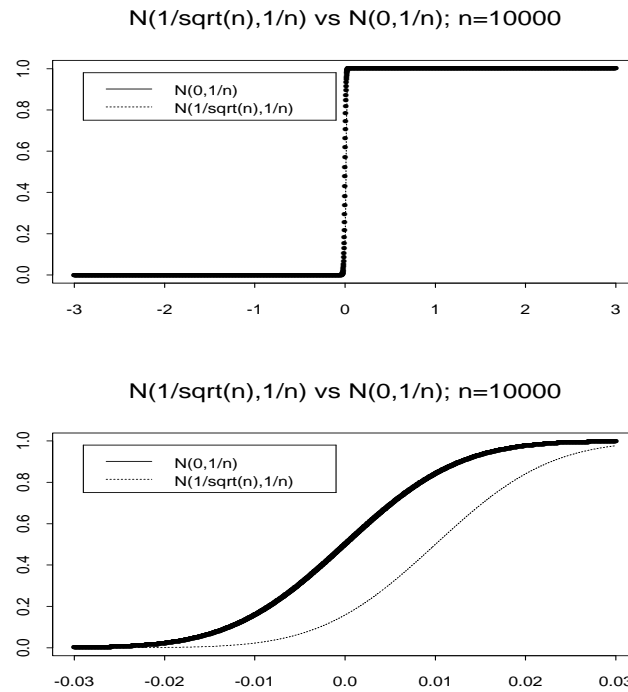 N(1/sqrt(n),1/n) vs N(0,1/n); n=10000
1.0
0.8
0.6
0.4
0.2
0.0
N(0,1/n)
N(1/sqrt(n),1/n)
-3 -2 -1 0 1 2 3
N(1/sqrt(n),1/n) vs N(0,1/n); n=10000
1.0
0.8
0.6
0.4
0.2
0.0
N(0,1/n)
N(1/sqrt(n),1/n)
-0.03 -0.02 -0.01 0.0 0.01 0.02 0.03